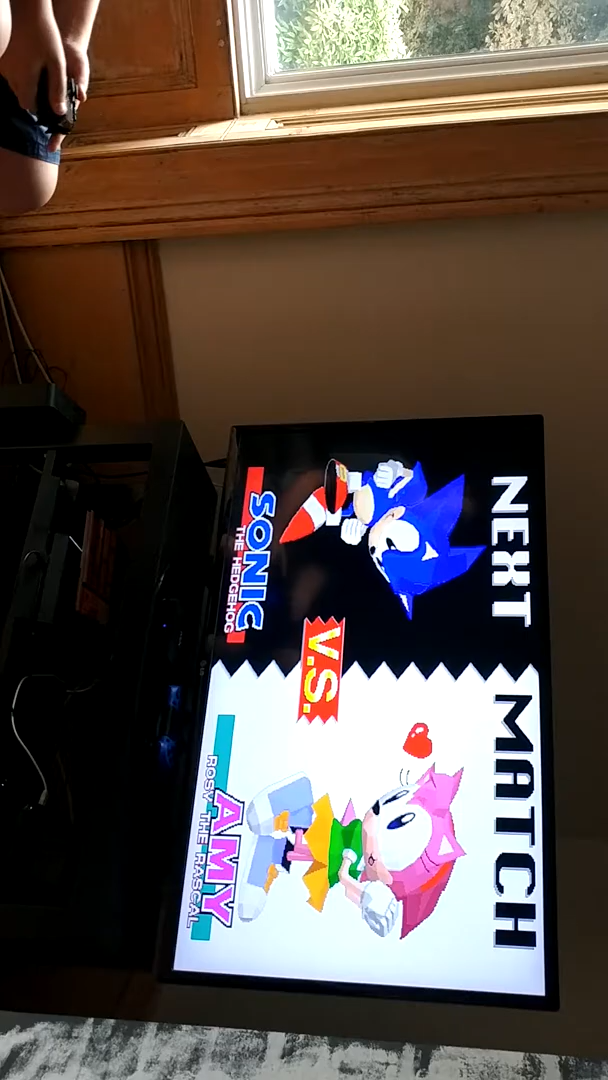 NEXT MATCH
V.S.
SONIC
THE HEDGEHOG
AMY
ROSY THE RASCAL